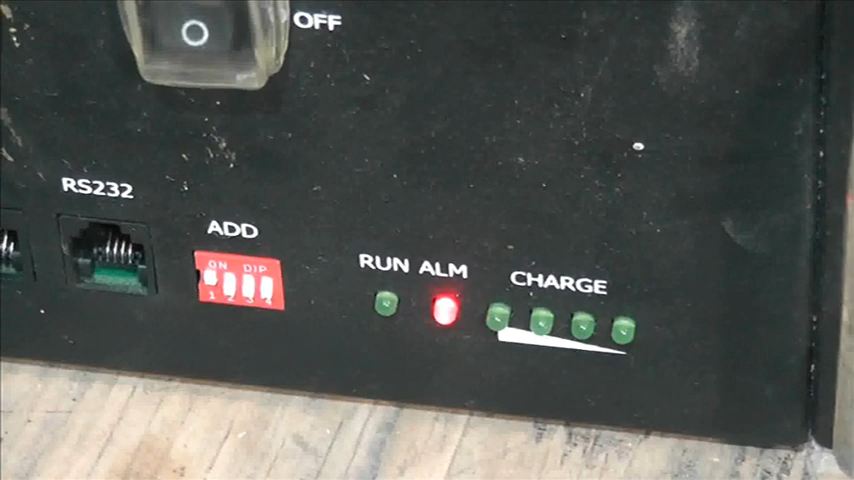 OFF
RS232
ADD
ON DIP
1 2 3 4
RUN ALM
CHARGE